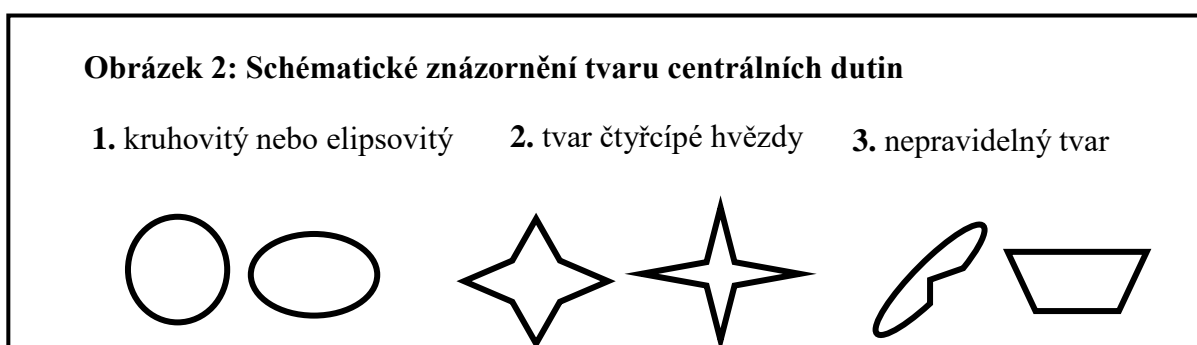 Obrázek 2: Schématické znázornění tvaru centrálních dutin
1. kruhovitý nebo elipsovitý 2. tvar čtyřcípé hvězdy 3. nepravidelný tvar